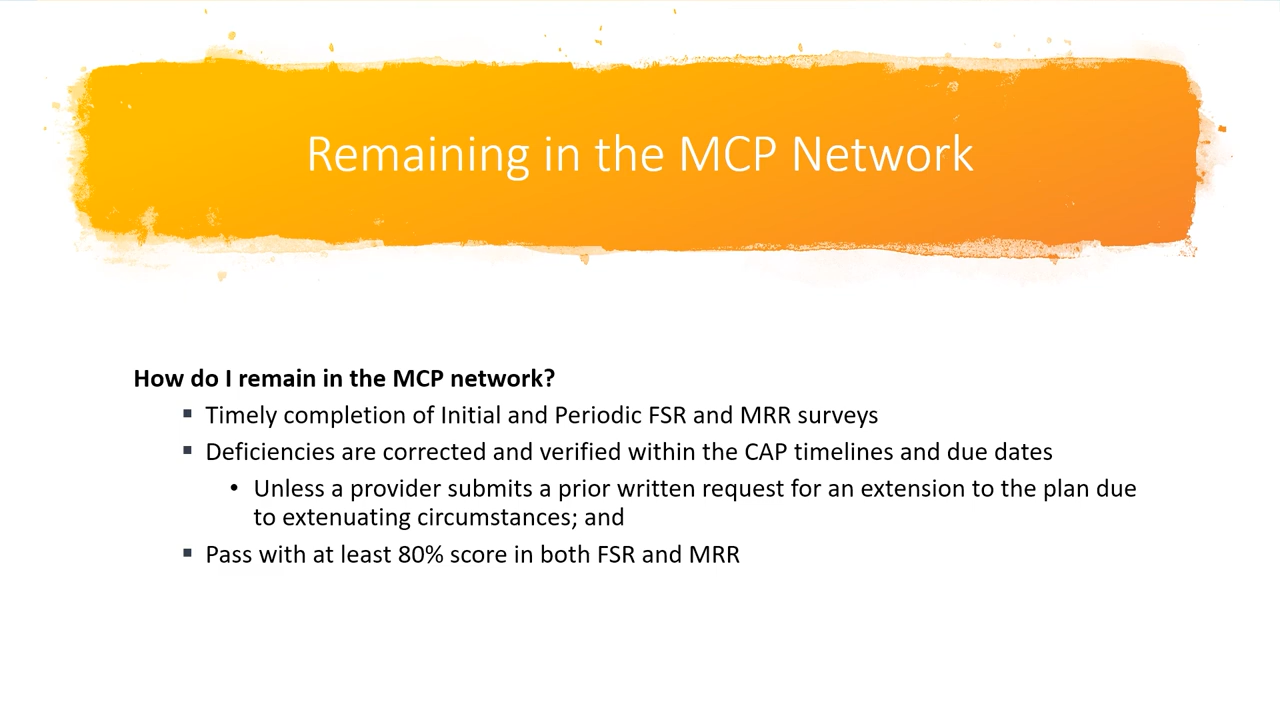 Remaining in the MCP Network
How do I remain in the MCP network?
▪ Timely completion of Initial and Periodic FSR and MRR surveys
▪ Deficiencies are corrected and verified within the CAP timelines and due dates
• Unless a provider submits a prior written request for an extension to the plan due
to extenuating circumstances; and
▪ Pass with at least 80% score in both FSR and MRR